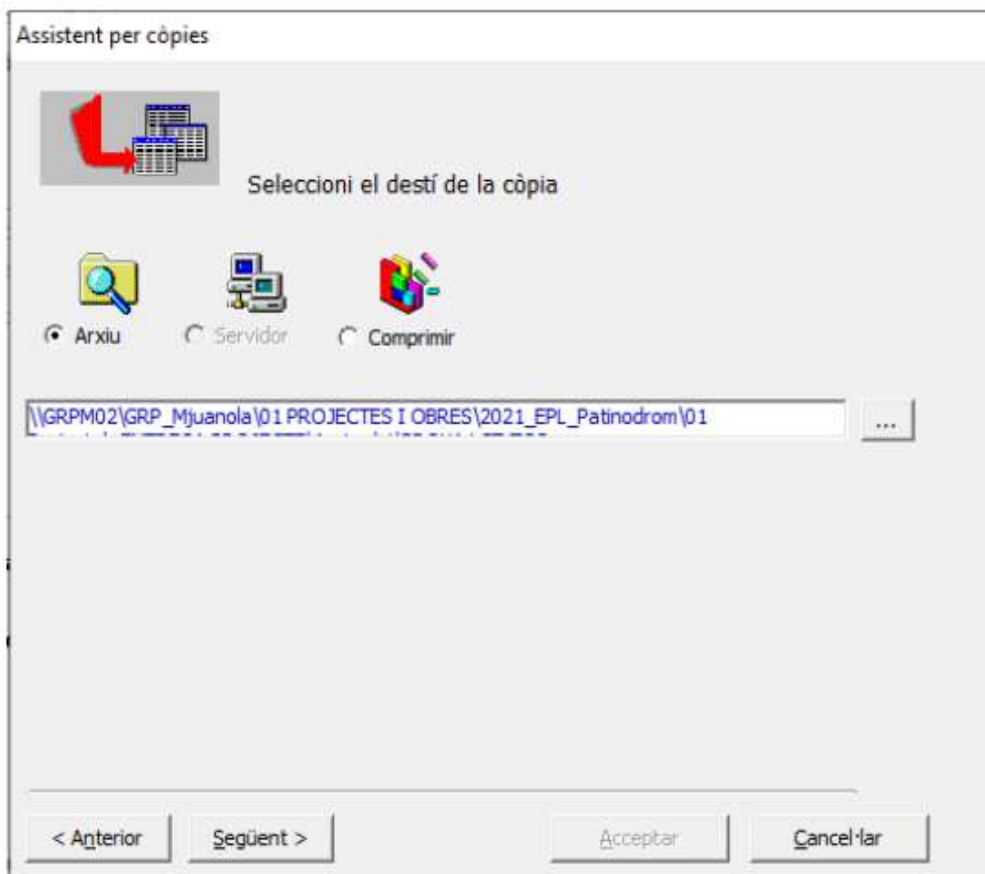 Assistent per còpies
Seleccioni el destí de la còpia
Arxiu
Servidor
Comprimir
\\GRPM02\GRP_Mjuanola\01 PROJECTES I OBRES\2021_EPL_Patinodrom\01
...
< Anterior
Següent >
Acceptar
Cancel·lar